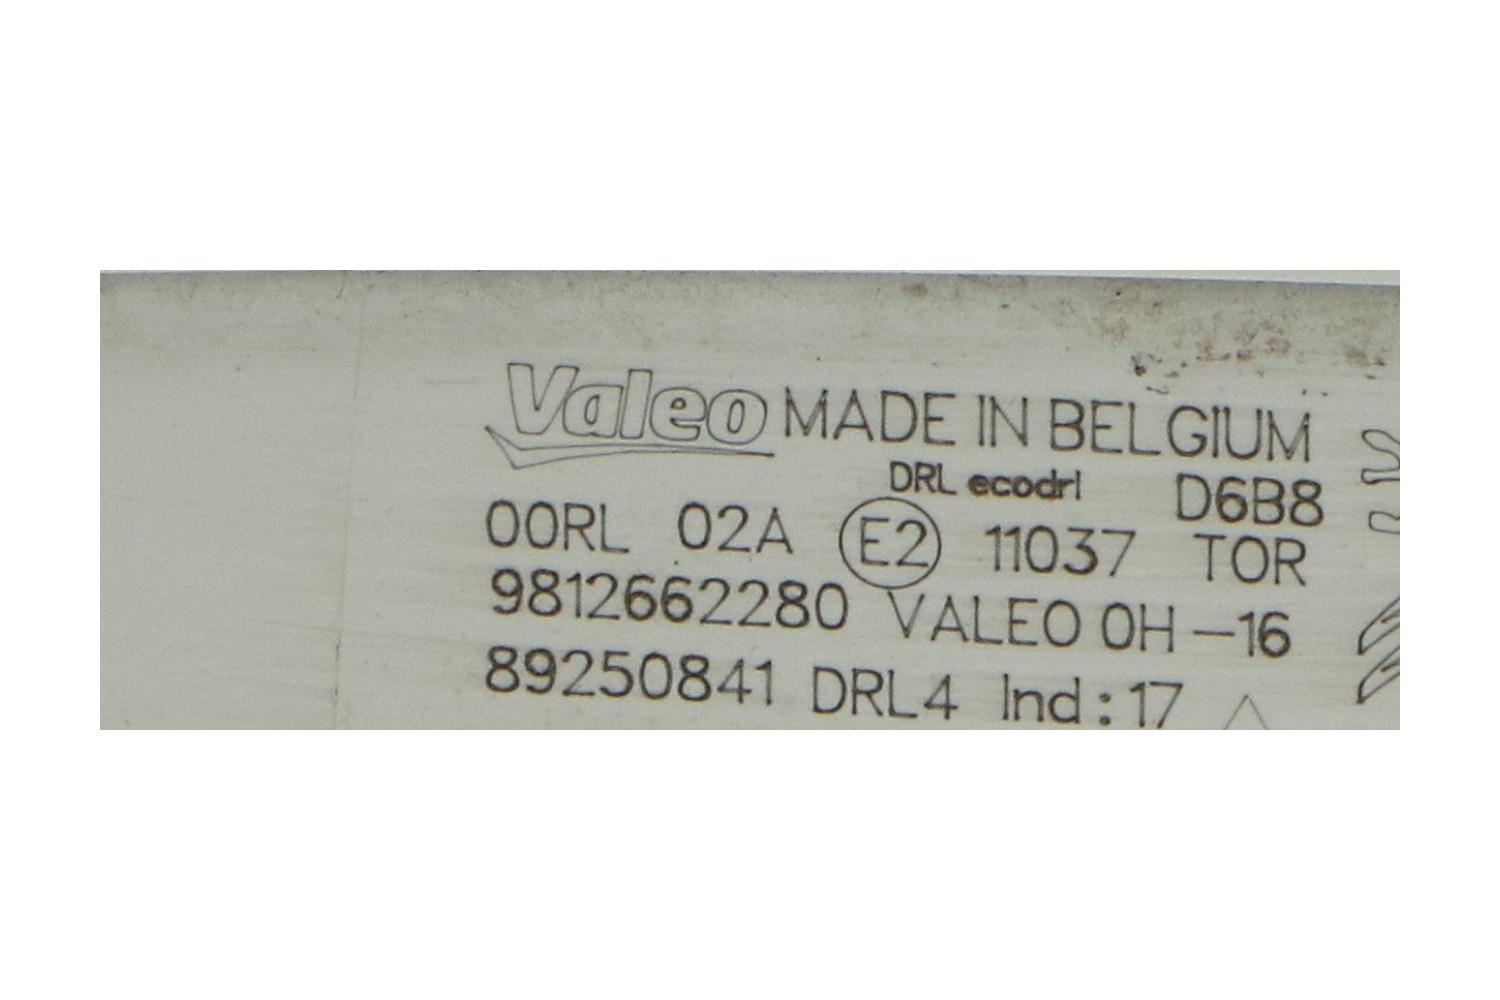 Valeo MADE IN BELGIUM
DRL ecodrl D6B8
00RL 02A E2 11037 TOR
9812662280 VALEO 0H-16
89250841 DRL4 Ind:17